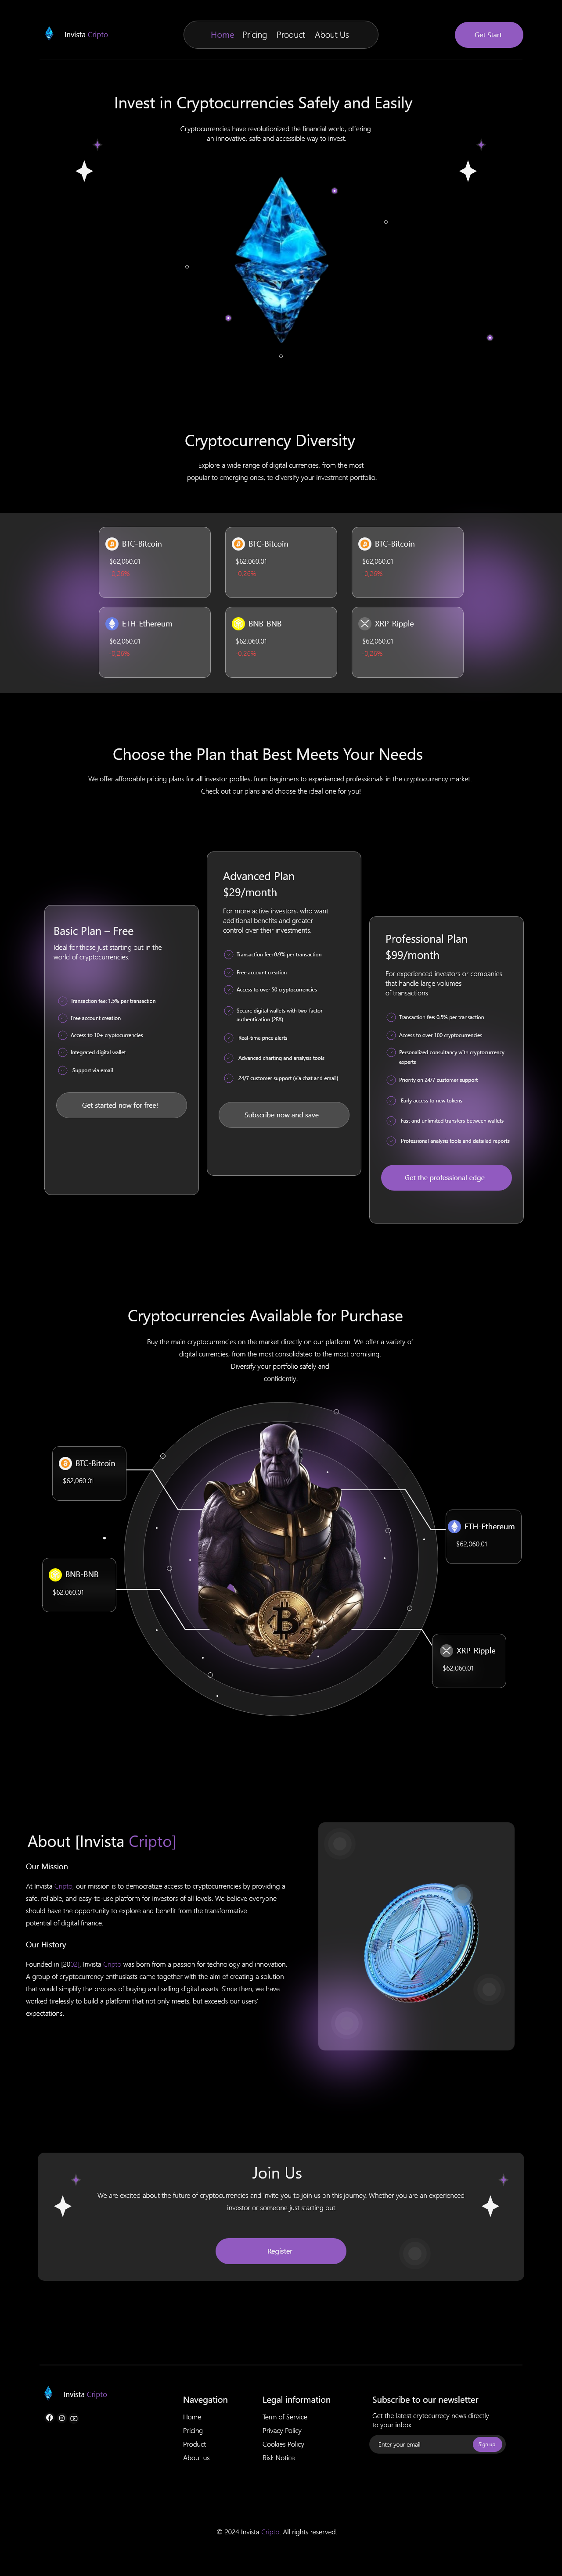 Invista Cripto
Home Pricing Product About Us
Get Start
Invest in Cryptocurrencies Safely and Easily
Cryptocurrencies have revolutionized the financial world, offering
an innovative, safe and accessible way to invest.
Cryptocurrency Diversity
Explore a wide range of digital currencies, from the most
popular to emerging ones, to diversify your investment portfolio.
BTC-Bitcoin
$62,060.01
-0,26%
BTC-Bitcoin
$62,060.01
-0,26%
BTC-Bitcoin
$62,060.01
-0,26%
ETH-Ethereum
$62,060.01
-0,26%
BNB-BNB
$62,060.01
-0,26%
XRP-Ripple
$62,060.01
-0,26%
Choose the Plan that Best Meets Your Needs
We offer affordable pricing plans for all investor profiles, from beginners to experienced professionals in the cryptocurrency market.
Check out our plans and choose the ideal one for you!
Basic Plan – Free
Ideal for those just starting out in the
world of cryptocurrencies.
Transaction fee: 1.5% per transaction
Free account creation
Access to 10+ cryptocurrencies
Integrated digital wallet
Support via email
Get started now for free!
Advanced Plan
$29/month
For more active investors, who want
additional benefits and greater
control over their investments.
Transaction fee: 0.9% per transaction
Free account creation
Access to over 50 cryptocurrencies
Secure digital wallets with two-factor
authentication (2FA)
Real-time price alerts
Advanced charting and analysis tools
24/7 customer support (via chat and email)
Subscribe now and save
Professional Plan
$99/month
For experienced investors or companies
that handle large volumes
of transactions
Transaction fee: 0.5% per transaction
Access to over 100 cryptocurrencies
Personalized consultancy with cryptocurrency
experts
Priority on 24/7 customer support
Early access to new tokens
Fast and unlimited transfers between wallets
Professional analysis tools and detailed reports
Get the professional edge
Cryptocurrencies Available for Purchase
Buy the main cryptocurrencies on the market directly on our platform. We offer a variety of
digital currencies, from the most consolidated to the most promising.
Diversify your portfolio safely and
confidently!
BTC-Bitcoin
$62,060.01
ETH-Ethereum
$62,060.01
BNB-BNB
$62,060.01
XRP-Ripple
$62,060.01
About [Invista Cripto]
Our Mission
At Invista Cripto, our mission is to democratize access to cryptocurrencies by providing a
safe, reliable, and easy-to-use platform for investors of all levels. We believe everyone
should have the opportunity to explore and benefit from the transformative
potential of digital finance.
Our History
Founded in [2002], Invista Cripto was born from a passion for technology and innovation.
A group of cryptocurrency enthusiasts came together with the aim of creating a solution
that would simplify the process of buying and selling digital assets. Since then, we have
worked tirelessly to build a platform that not only meets, but exceeds our users'
expectations.
Join Us
We are excited about the future of cryptocurrencies and invite you to join us on this journey. Whether you are an experienced
investor or someone just starting out.
Register
Invista Cripto
Navegation
Home
Pricing
Product
About us
Legal information
Term of Service
Privacy Policy
Cookies Policy
Risk Notice
Subscribe to our newsletter
Get the latest crytocurrecy news directly
to your inbox.
Enter your email
Sign up
© 2024 Invista Cripto. All rights reserved.